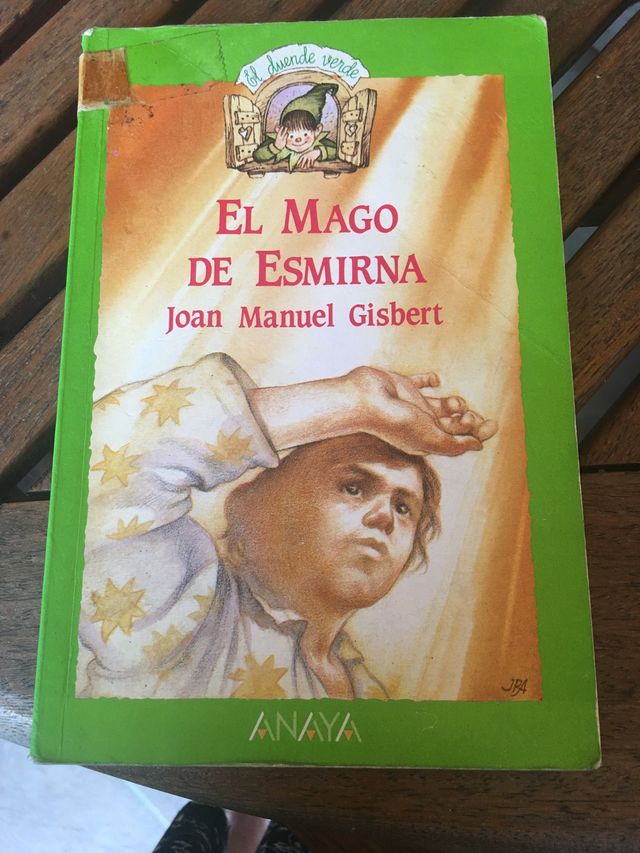 El duende verde
EL MAGO
DE ESMIRNA
Joan Manuel Gisbert
JBA
ANAYA